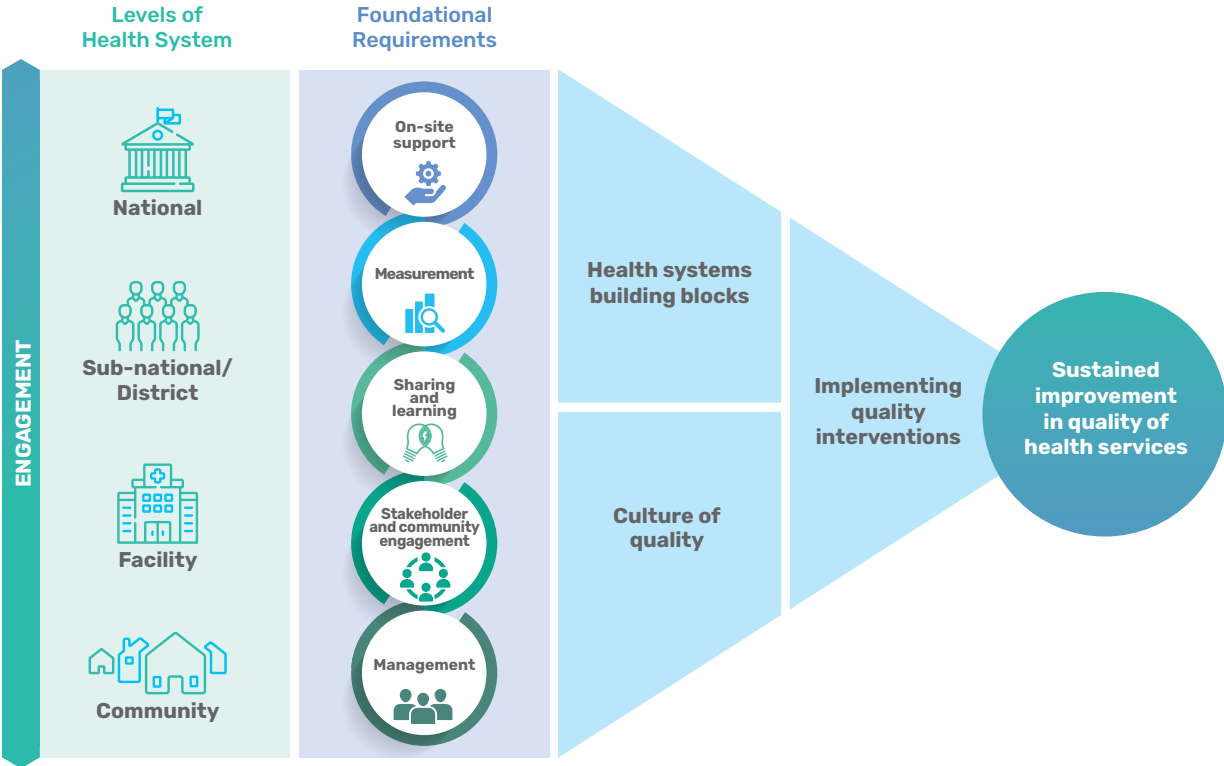 Levels of
Health System
Foundational
Requirements
ENGAGEMENT
National
Sub-national/
District
Facility
Community
On-site
support
Measurement
Sharing
and
learning
Stakeholder
and community
engagement
Management
Health systems
building blocks
Culture of
quality
Implementing
quality
interventions
Sustained
improvement
in quality of
health services